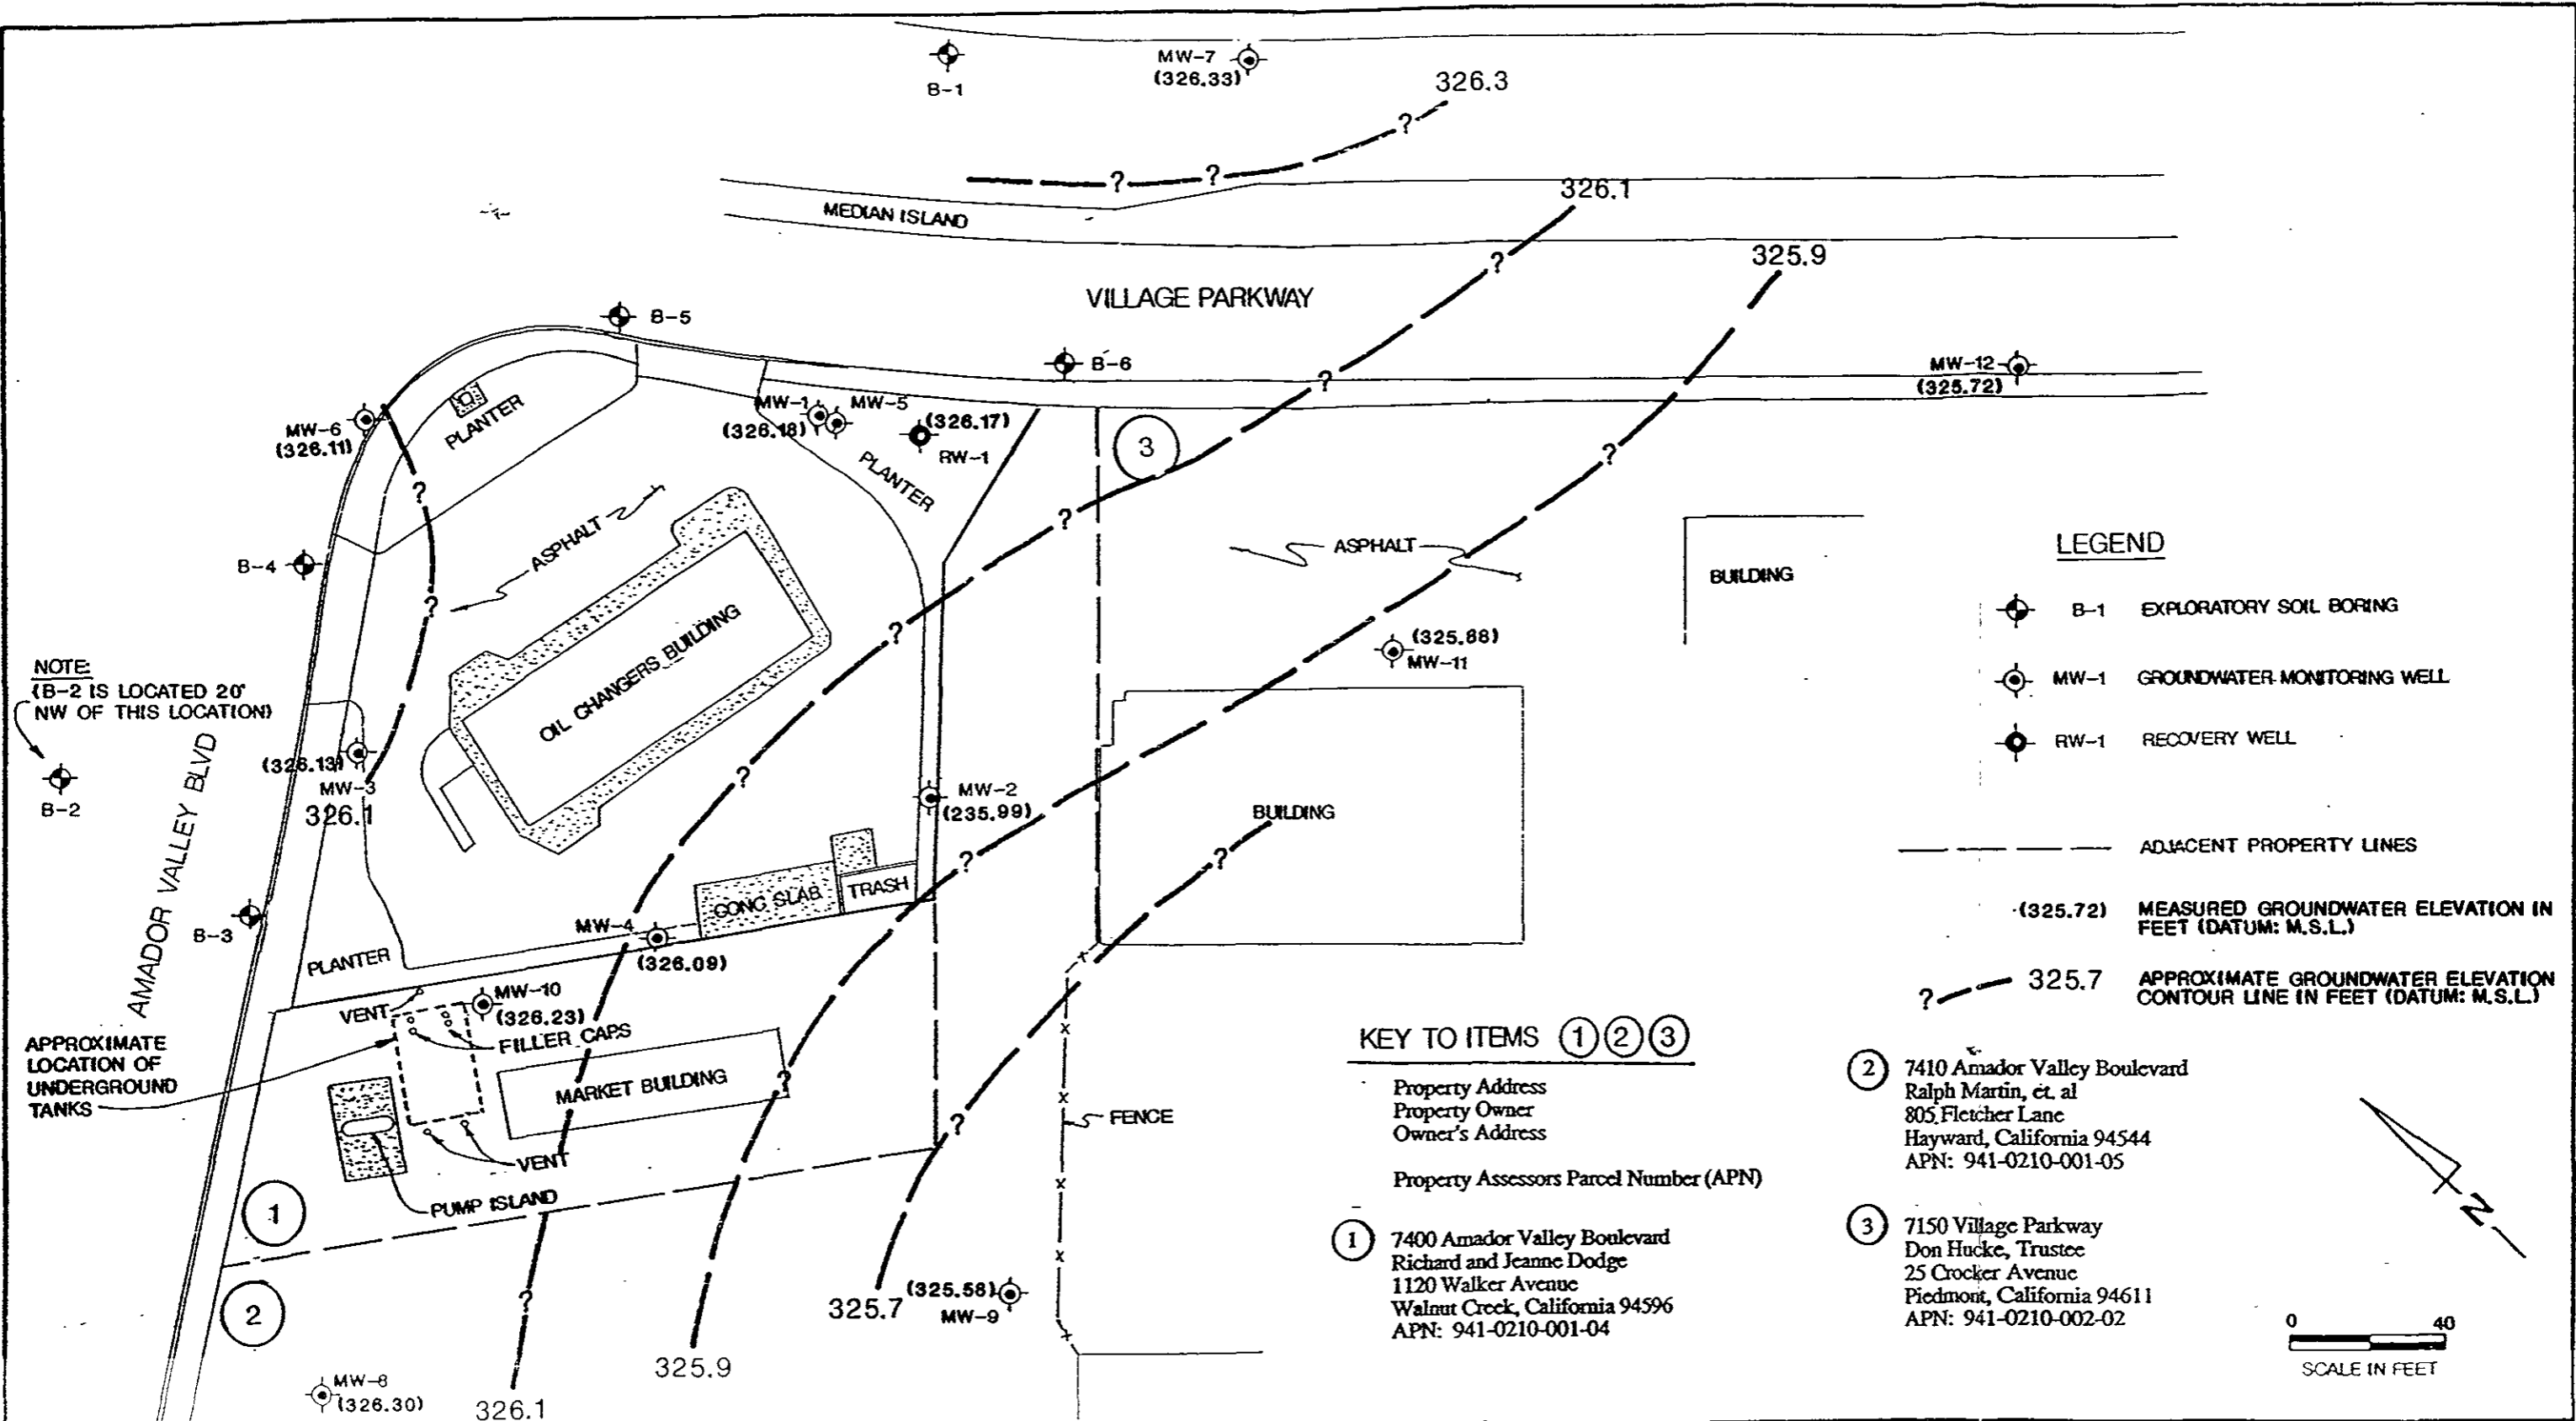 B-1
MW-7
(326.33)
326.3
?
?
?
326.1
MEDIAN ISLAND
325.9
?
VILLAGE PARKWAY
B-5
B-6
MW-12
(325.72)
?
MW-6
(326.11)
PLANTER
MW-1
MW-5
(326.18)
(326.17)
RW-1
PLANTER
3
?
?
?
ASPHALT
ASPHALT
B-4
?
?
OIL CHANGERS BUILDING
BUILDING
(325.88)
MW-11
LEGEND
B-1 EXPLORATORY SOIL BORING
MW-1 GROUNDWATER MONITORING WELL
RW-1 RECOVERY WELL
ADJACENT PROPERTY LINES
(325.72) MEASURED GROUNDWATER ELEVATION IN
FEET (DATUM: M.S.L.)
? 325.7 APPROXIMATE GROUNDWATER ELEVATION
CONTOUR LINE IN FEET (DATUM: M.S.L.)
NOTE:
(B-2 IS LOCATED 20'
NW OF THIS LOCATION)
B-2
AMADOR VALLEY BLVD
(326.13)
MW-3
326.1
?
MW-2
(235.99)
BUILDING
?
?
CONC SLAB
TRASH
B-3
MW-4
(326.09)
PLANTER
VENT
MW-10
(326.23)
FILLER CAPS
APPROXIMATE
LOCATION OF
UNDERGROUND
TANKS
MARKET BUILDING
?
?
FENCE
VENT
PUMP ISLAND
1
2
?
MW-8
(326.30)
326.1
325.9
325.7
(325.58)
MW-9
KEY TO ITEMS 1 2 3
Property Address
Property Owner
Owner's Address
Property Assessors Parcel Number (APN)
1 7400 Amador Valley Boulevard
Richard and Jeanne Dodge
1120 Walker Avenue
Walnut Creek, California 94596
APN: 941-0210-001-04
2 7410 Amador Valley Boulevard
Ralph Martin, et. al
805 Fletcher Lane
Hayward, California 94544
APN: 941-0210-001-05
3 7150 Village Parkway
Don Hucke, Trustee
25 Crocker Avenue
Piedmont, California 94611
APN: 941-0210-002-02
N
0 40
SCALE IN FEET